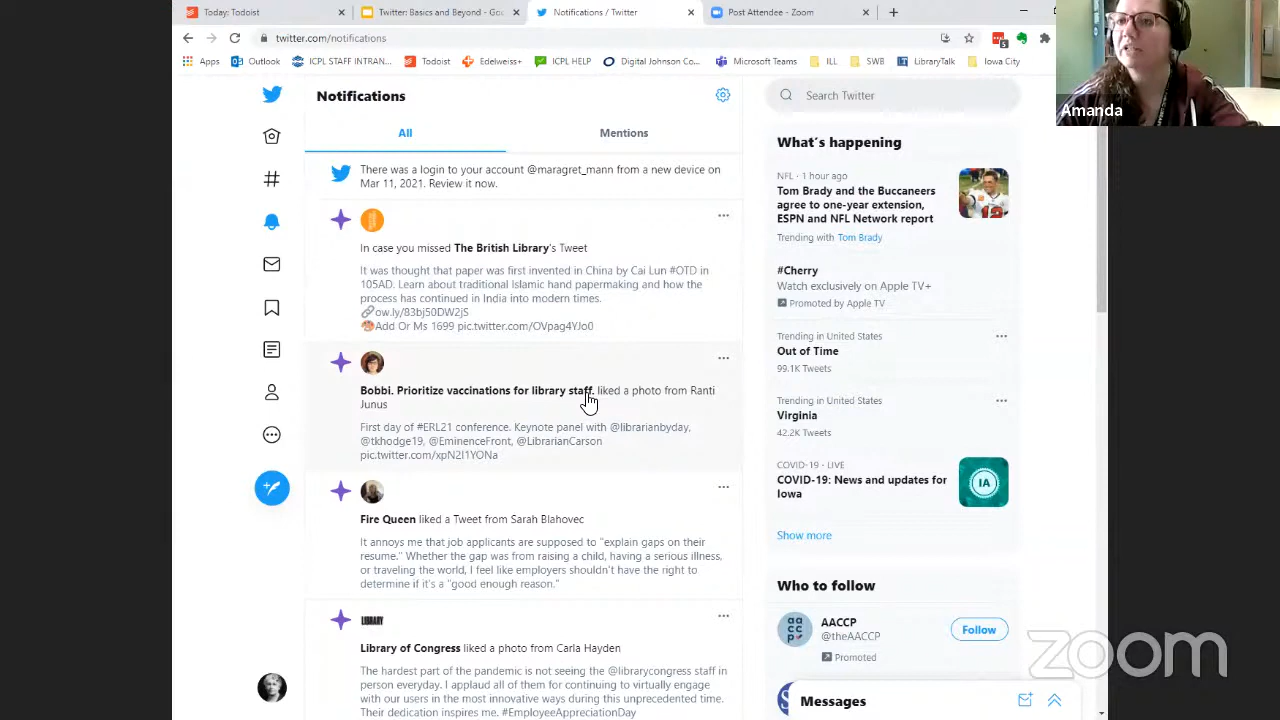 Today: Todoist
Twitter Basics and Beyond - Goo
Notifications / Twitter
Post Attendee - Zoom
twitter.com/notifications
5
Apps
Outlook
ICPL STAFF INTRAN...
Todoist
Edelweiss+
ICPL HELP
Digital Johnson Co...
Microsoft Teams
ILL
SWB
LibraryTalk
Iowa City
Amanda
Notifications
All
Mentions
There was a login to your account @maragret_mann from a new device on
Mar 11, 2021. Review it now.
In case you missed The British Library's Tweet
It was thought that paper was first invented in China by Cai Lun #OTD in
105AD. Learn about traditional Islamic hand papermaking and how the
process has continued in India into modern times.
🔗ow.ly/83bj50DW2jS
🎨Add Or Ms 1699 pic.twitter.com/OVpag4YJo0
Bobbi. Prioritize vaccinations for library staff. liked a photo from Ranti
Junus
First day of #ERL21 conference. Keynote panel with @librarianbyday,
@tkhodge19, @EminenceFront, @LibrarianCarson
pic.twitter.com/xpN2I1YONa
Fire Queen liked a Tweet from Sarah Blahovec
It annoys me that job applicants are supposed to "explain gaps on their
resume." Whether the gap was from raising a child, having a serious illness,
or traveling the world, I feel like employers shouldn't have the right to
determine if it's a "good enough reason."
LIBRARY
Library of Congress liked a photo from Carla Hayden
The hardest part of the pandemic is not seeing the @librarycongress staff in
person everyday. I applaud all of them for continuing to virtually engage
with our users in the most innovative ways during this unprecedented time.
Their dedication inspires me. #EmployeeAppreciationDay
Search Twitter
What's happening
NFL · 1 hour ago
Tom Brady and the Buccaneers
agree to one-year extension,
ESPN and NFL Network report
Trending with Tom Brady
#Cherry
Watch exclusively on Apple TV+
Promoted by Apple TV
Trending in United States
Out of Time
99.1K Tweets
Trending in United States
Virginia
42.2K Tweets
COVID-19 · LIVE
COVID-19: News and updates for
Iowa
IA
Show more
Who to follow
aa
cc
p
AACCP
@theAACCP
Promoted
Follow
Messages
zoom